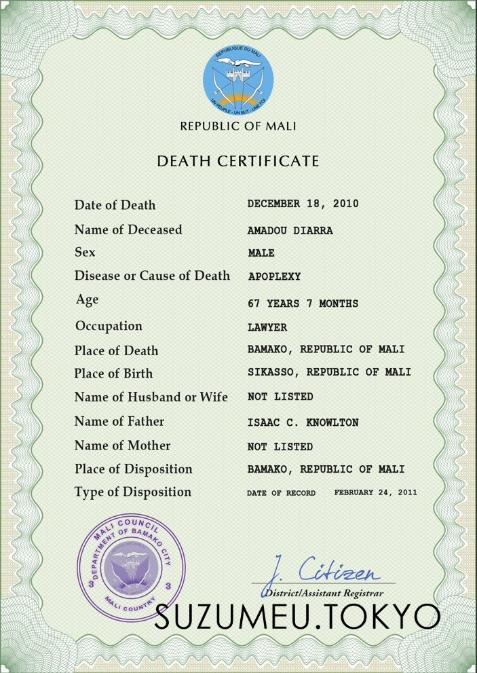 REPUBLIQUE DU MALI
UN PEUPLE - UN BUT - UNE FOI
REPUBLIC OF MALI
DEATH CERTIFICATE
Date of Death DECEMBER 18, 2010
Name of Deceased AMADOU DIARRA
Sex MALE
Disease or Cause of Death APOPLEXY
Age 67 YEARS 7 MONTHS
Occupation LAWYER
Place of Death BAMAKO, REPUBLIC OF MALI
Place of Birth SIKASSO, REPUBLIC OF MALI
Name of Husband or Wife NOT LISTED
Name of Father ISAAC C. KNOWLTON
Name of Mother NOT LISTED
Place of Disposition BAMAKO, REPUBLIC OF MALI
Type of Disposition DATE OF RECORD FEBRUARY 24, 2011
MALI COUNCIL
DEPARTMENT OF BAMAKO CITY
3 3
MALI COUNTRY
J. Citizen
District/Assistant Registrar
SUZUMEU.TOKYO